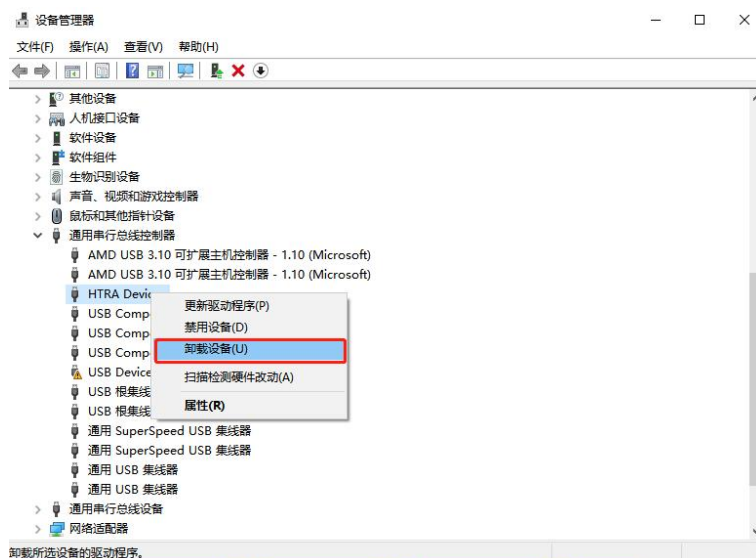 设备管理器
文件(F) 操作(A) 查看(V) 帮助(H)
其他设备
人机接口设备
软件设备
软件组件
生物识别设备
声音、视频和游戏控制器
鼠标和其他指针设备
通用串行总线控制器
AMD USB 3.10 可扩展主机控制器 - 1.10 (Microsoft)
AMD USB 3.10 可扩展主机控制器 - 1.10 (Microsoft)
HTRA Devic
USB Comp
USB Comp
USB Comp
USB Device
USB 根集线
USB 根集线
更新驱动程序(P)
禁用设备(D)
卸载设备(U)
扫描检测硬件改动(A)
属性(R)
通用 SuperSpeed USB 集线器
通用 SuperSpeed USB 集线器
通用 USB 集线器
通用 USB 集线器
通用串行总线设备
网络适配器
卸载所选设备的驱动程序。